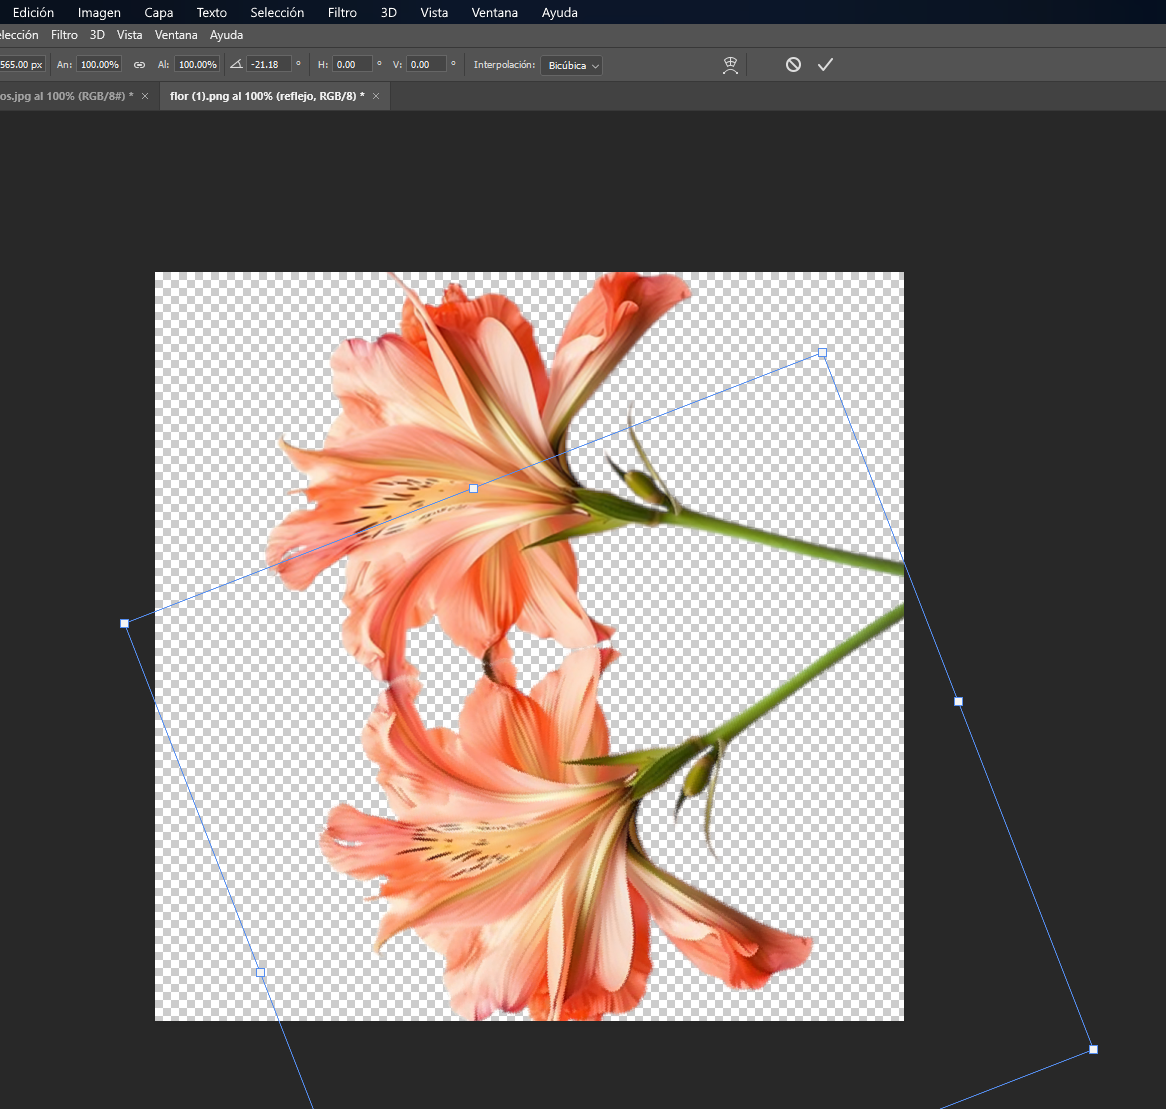 Edición Imagen Capa Texto Selección Filtro 3D Vista Ventana Ayuda
elección Filtro 3D Vista Ventana Ayuda
565.00 px An: 100.00% Al: 100.00% -21.18 ° H: 0.00 ° V: 0.00 ° Interpolación: Bicúbica
os.jpg al 100% (RGB/8#) * × flor (1).png al 100% (reflejo, RGB/8) * ×